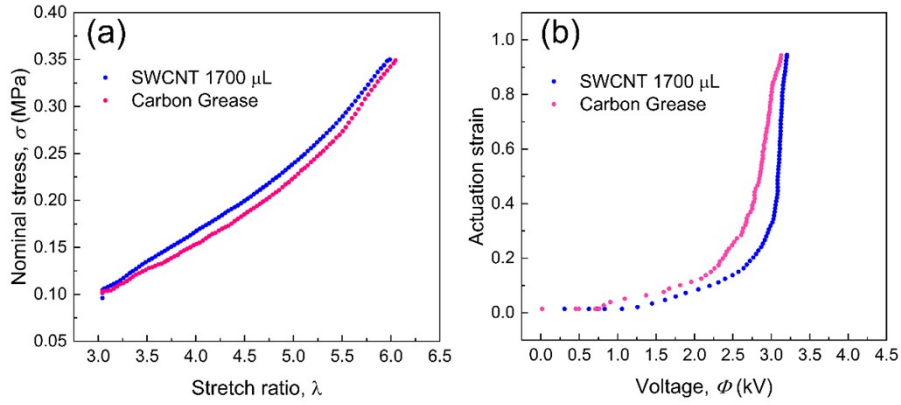 (a)
SWCNT 1700 μL
Carbon Grease
Nominal stress, σ (MPa)
0.40
0.35
0.30
0.25
0.20
0.15
0.10
0.05
3.0 3.5 4.0 4.5 5.0 5.5 6.0 6.5
Stretch ratio, λ
(b)
SWCNT 1700 μL
Carbon Grease
Actuation strain
1.0
0.8
0.6
0.4
0.2
0.0
0.0 0.5 1.0 1.5 2.0 2.5 3.0 3.5 4.0 4.5
Voltage, Φ (kV)